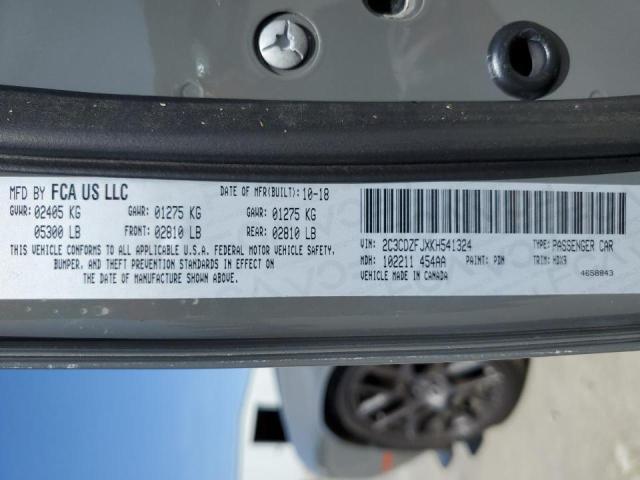 MFD BY FCA US LLC DATE OF MFR(BUILT): 10-18
GVWR: 02405 KG GAWR: 01275 KG GAWR: 01275 KG
05300 LB FRONT: 02810 LB REAR: 02810 LB
THIS VEHICLE CONFORMS TO ALL APPLICABLE U.S.A. FEDERAL MOTOR VEHICLE SAFETY,
BUMPER, AND THEFT PREVENTION STANDARDS IN EFFECT ON
THE DATE OF MANUFACTURE SHOWN ABOVE.
VIN: 2C3CDZFJXKH541324 TYPE: PASSENGER CAR
MDH: 102211 454AA PAINT: PDN TRIM: HDX9
VEHICLE MADE IN CANADA 4658843